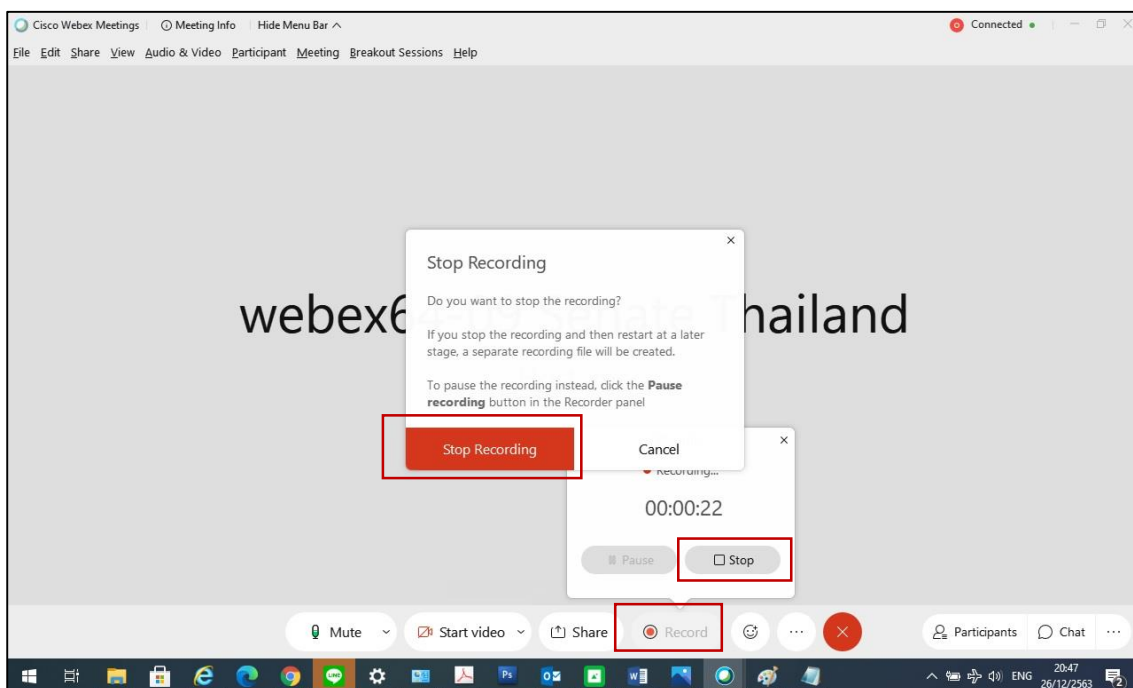 Cisco Webex Meetings Meeting Info Hide Menu Bar Connected
File Edit Share View Audio & Video Participant Meeting Breakout Sessions Help
Stop Recording
Do you want to stop the recording?
If you stop the recording and then restart at a later
stage, a separate recording file will be created.
To pause the recording instead, click the Pause
recording button in the Recorder panel
webex6 hailand
Stop Recording Cancel
Recording...
00:00:22
Pause Stop
Mute Start video Share Record Participants Chat
ENG 20:47
26/12/2563